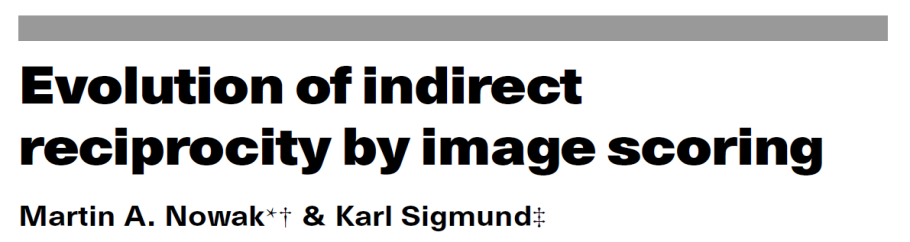 Evolution of indirect
reciprocity by image scoring
Martin A. Nowak*† & Karl Sigmund‡